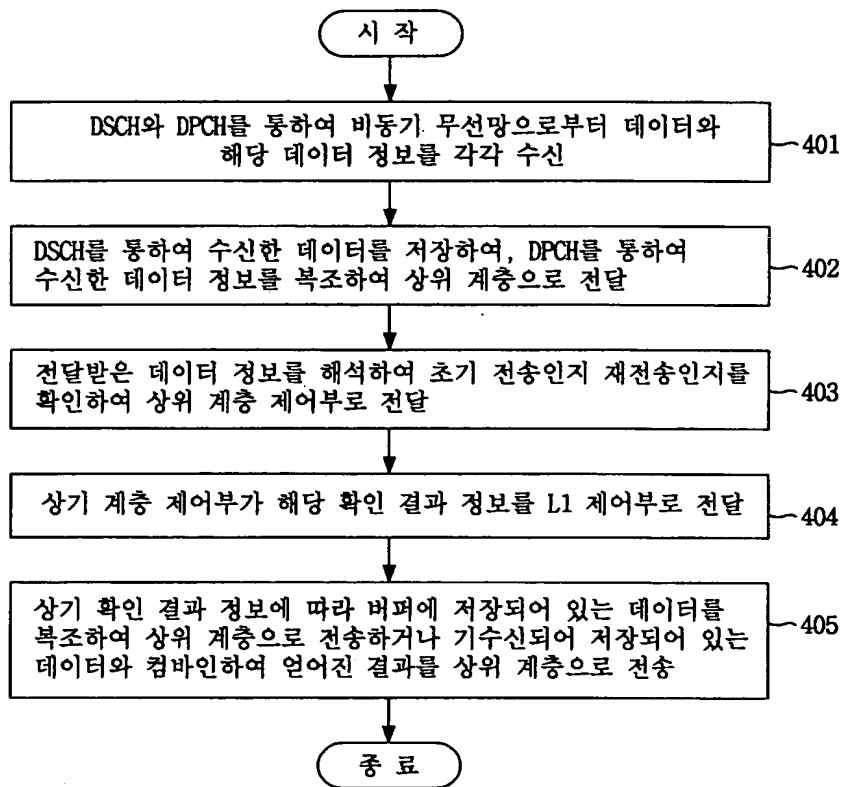 시 작
DSCH와 DPCH를 통하여 비동기 무선망으로부터 데이터와
해당 데이터 정보를 각각 수신
401
DSCH를 통하여 수신한 데이터를 저장하여, DPCH를 통하여
수신한 데이터 정보를 복조하여 상위 계층으로 전달
402
전달받은 데이터 정보를 해석하여 초기 전송인지 재전송인지를
확인하여 상위 계층 제어부로 전달
403
상기 계층 제어부가 해당 확인 결과 정보를 L1 제어부로 전달
404
상기 확인 결과 정보에 따라 버퍼에 저장되어 있는 데이터를
복조하여 상위 계층으로 전송하거나 기수신되어 저장되어 있는
데이터와 컴바인하여 얻어진 결과를 상위 계층으로 전송
405
종 료